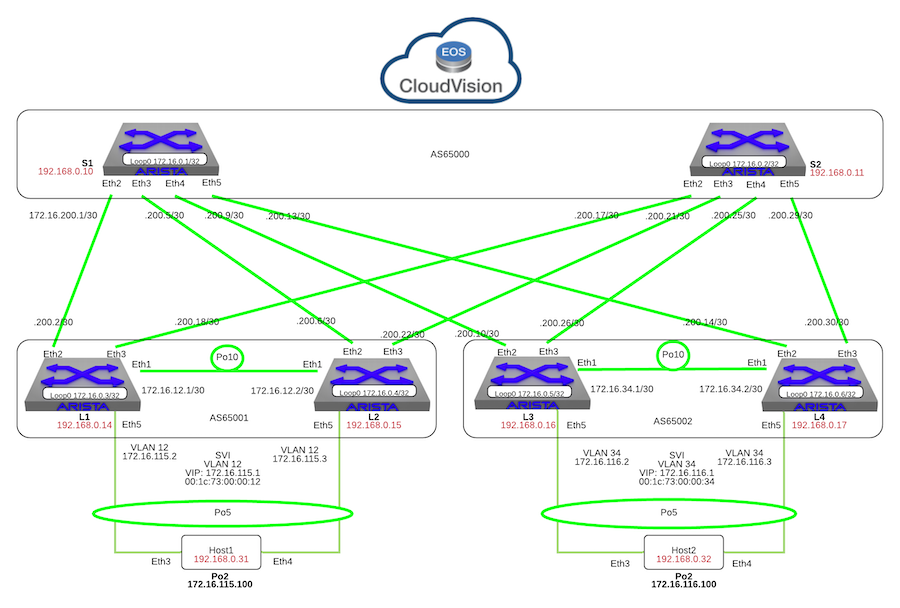 EOS
CloudVision
AS65000
S1
192.168.0.10
Loop0 172.16.0.1/32
ARISTA
Eth2 Eth3 Eth4 Eth5
Loop0 172.16.0.2/32
ARISTA
S2
192.168.0.11
Eth2 Eth3 Eth4 Eth5
172.16.200.1/30 .200.5/30 .200.9/30 .200.13/30 .200.17/30 .200.21/30 .200.25/30 .200.29/30
.200.2/30 .200.18/30 .200.6/30 .200.22/30 .200.10/30 .200.26/30 .200.14/30 .200.30/30
Eth2 Eth3
Eth1 Po10 Eth1
Eth2 Eth3
Loop0 172.16.0.3/32
ARISTA
172.16.12.1/30 172.16.12.2/30
Loop0 172.16.0.4/32
ARISTA
L1
192.168.0.14
AS65001
L2
192.168.0.15
Eth5 Eth5
Eth2 Eth3
Eth1 Po10 Eth1
Eth2 Eth3
Loop0 172.16.0.5/32
ARISTA
172.16.34.1/30 172.16.34.2/30
Loop0 172.16.0.6/32
ARISTA
L3
192.168.0.16
AS65002
L4
192.168.0.17
Eth5 Eth5
VLAN 12
172.16.115.2
SVI
VLAN 12
VIP: 172.16.115.1
00:1c:73:00:00:12
VLAN 12
172.16.115.3
VLAN 34
172.16.116.2
SVI
VLAN 34
VIP: 172.16.116.1
00:1c:73:00:00:34
VLAN 34
172.16.116.3
Po5
Po5
Host1
192.168.0.31
Eth3 Eth4
Po2
172.16.115.100
Host2
192.168.0.32
Eth3 Eth4
Po2
172.16.116.100